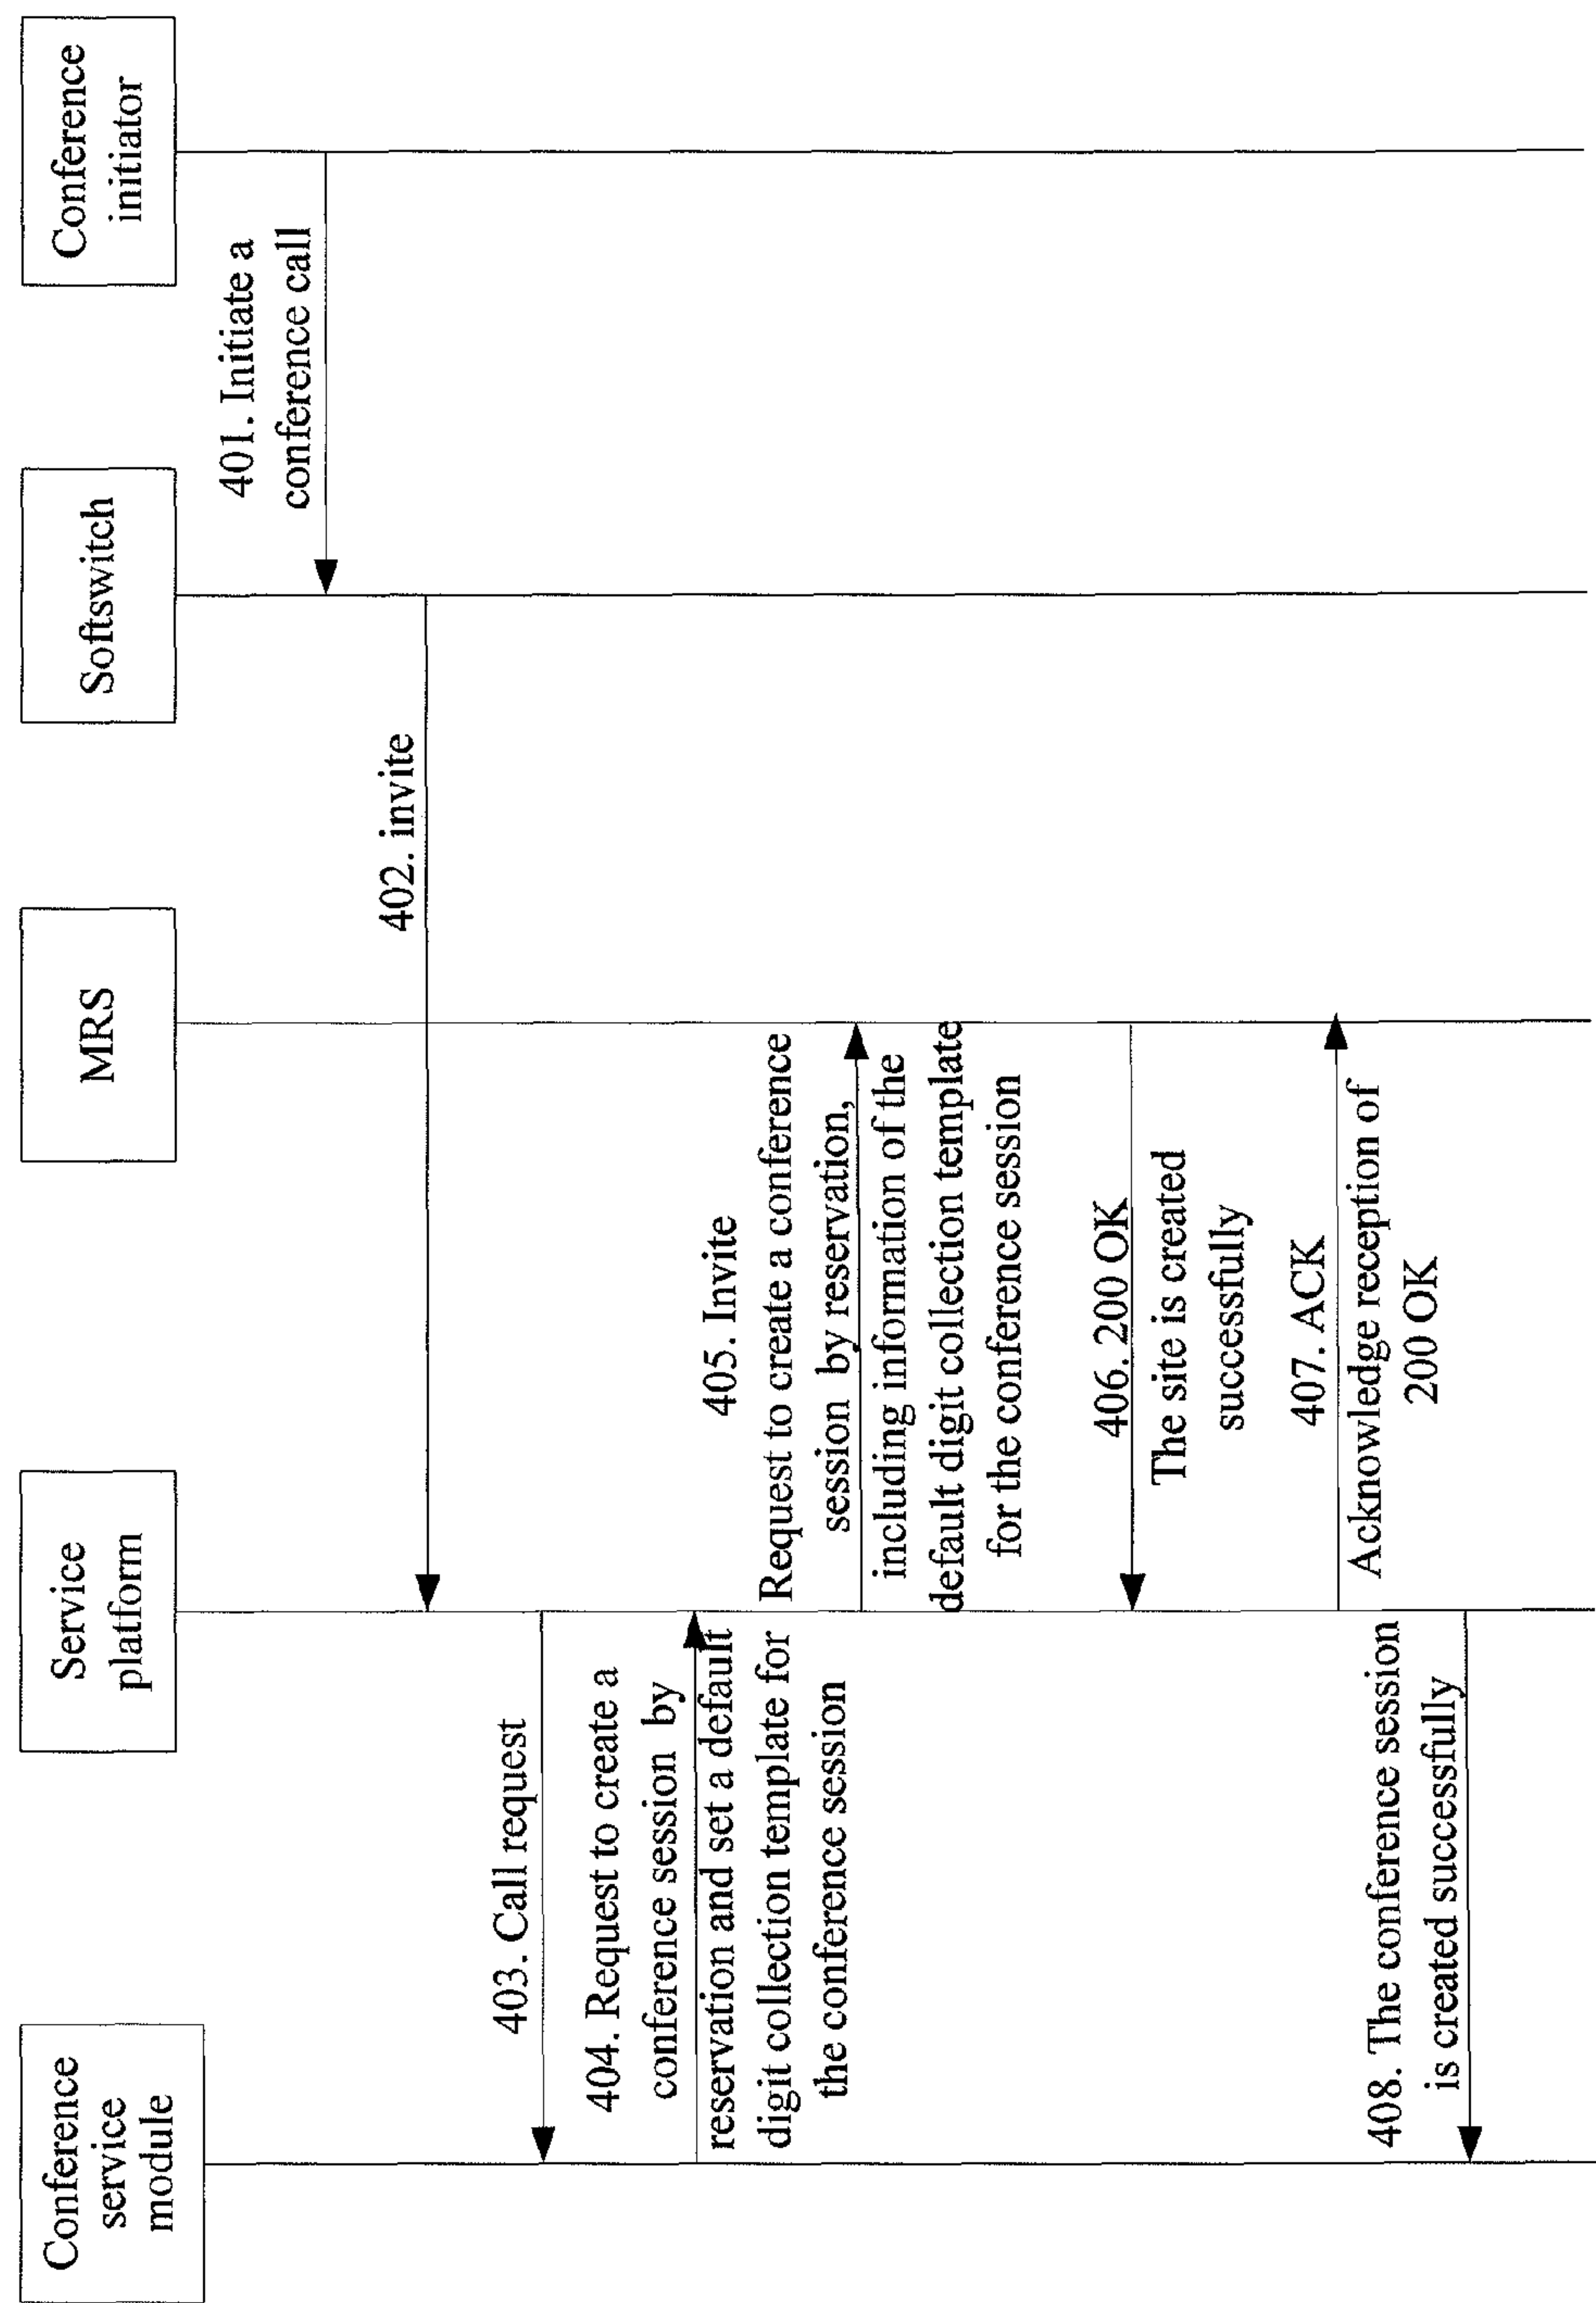 Conference
service
module
Service
platform
MRS
Softswitch
Conference
initiator
401. Initiate a
conference call
402. invite
403. Call request
404. Request to create a
conference session by
reservation and set a default
digit collection template for
the conference session
405. Invite
Request to create a conference
session by reservation,
including information of the
default digit collection template
for the conference session
406. 200 OK
The site is created
successfully
407. ACK
Acknowledge reception of
200 OK
408. The conference session
is created successfully